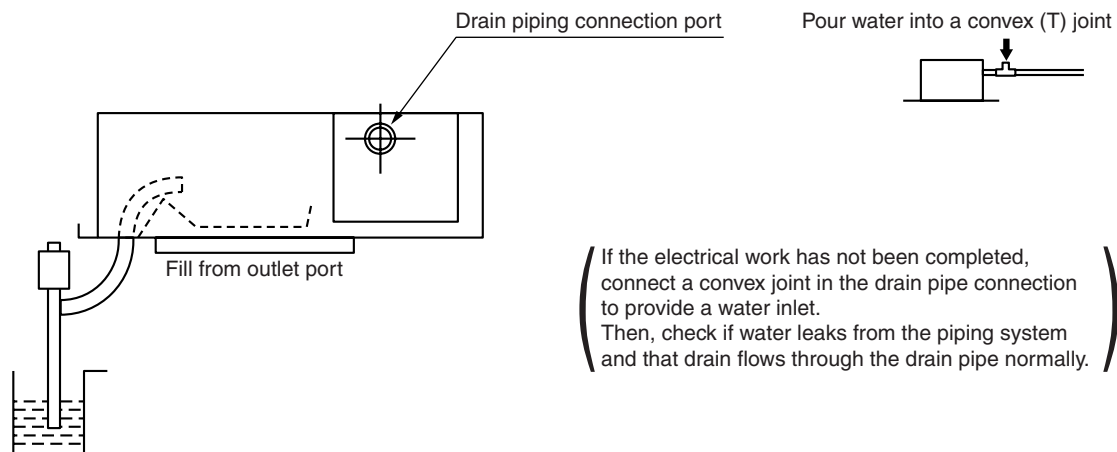 Drain piping connection port
Pour water into a convex (T) joint
Fill from outlet port
If the electrical work has not been completed,
connect a convex joint in the drain pipe connection
to provide a water inlet.
Then, check if water leaks from the piping system
and that drain flows through the drain pipe normally.